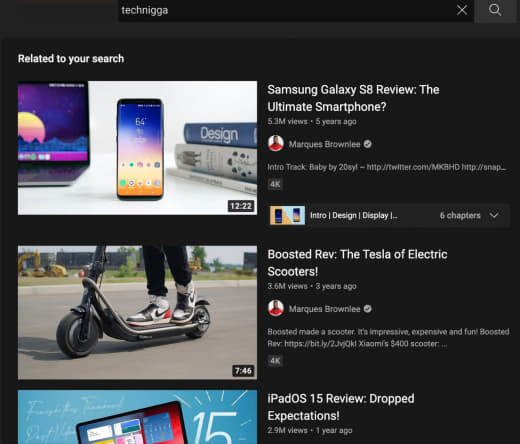 technigga
Related to your search
64°
Design
12:22
Samsung Galaxy S8 Review: The
Ultimate Smartphone?
5.3M views • 5 years ago
Marques Brownlee
Intro Track: Baby by 20syl ~ http://twitter.com/MKBHD http://snap...
4K
Intro | Design | Display |...
6 chapters
7:46
Boosted Rev: The Tesla of Electric
Scooters!
3.6M views • 3 years ago
Marques Brownlee
Boosted made a scooter. It's impressive, expensive and fun! Boosted
Rev: https://bit.ly/2JvjQkl Xiaomi's $400 scooter: ...
4K
15
iPadOS 15 Review: Dropped
Expectations!
2.9M views • 1 year ago